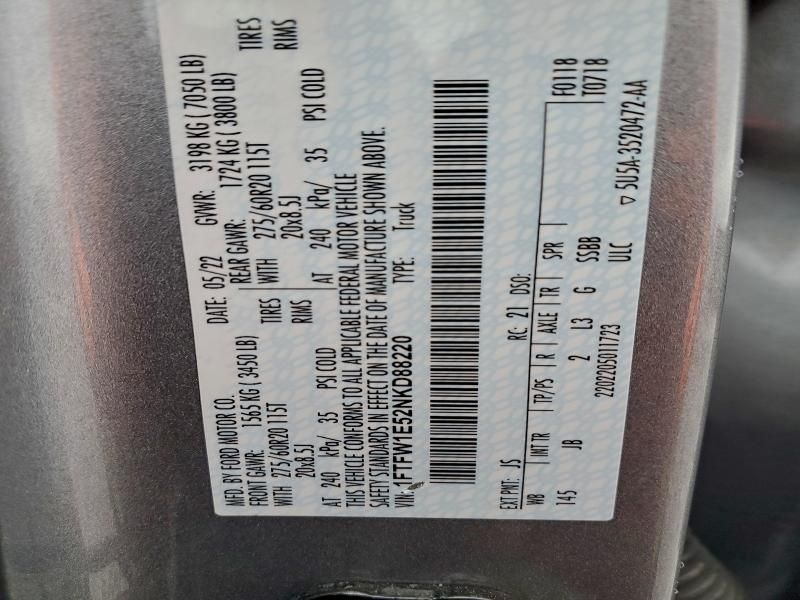 MFD. BY FORD MOTOR CO.
DATE: 05/22 GVWR: 3198 KG ( 7050 LB)
FRONT GAWR: 1565 KG ( 3450 LB) REAR GAWR: 1724 KG ( 3800 LB)
WITH 275/60R20 115T TIRES WITH 275/60R20 115T TIRES
20x8.5J RIMS 20x8.5J RIMS
AT 240 kPa/ 35 PSI COLD AT 240 kPa/ 35 PSI COLD
THIS VEHICLE CONFORMS TO ALL APPLICABLE FEDERAL MOTOR VEHICLE
SAFETY STANDARDS IN EFFECT ON THE DATE OF MANUFACTURE SHOWN ABOVE.
VIN: 1FTFW1E52NKD88220 TYPE: Truck
EXT PNT: JS RC: 21 DSO: F0118
T0718
WB INT TR TP/PS R AXLE TR SPR
145 JB 2 L3 G SSBB
2202205011723 ULC
▽ 5U5A-3520472-AA